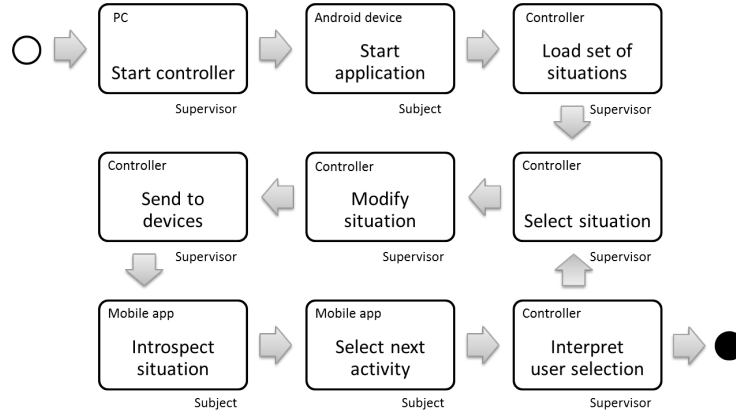 PC
Start controller
Supervisor
Android device
Start
application
Subject
Controller
Load set of
situations
Supervisor
Controller
Send to
devices
Supervisor
Controller
Modify
situation
Supervisor
Controller
Select situation
Supervisor
Mobile app
Introspect
situation
Subject
Mobile app
Select next
activity
Subject
Controller
Interpret
user selection
Supervisor